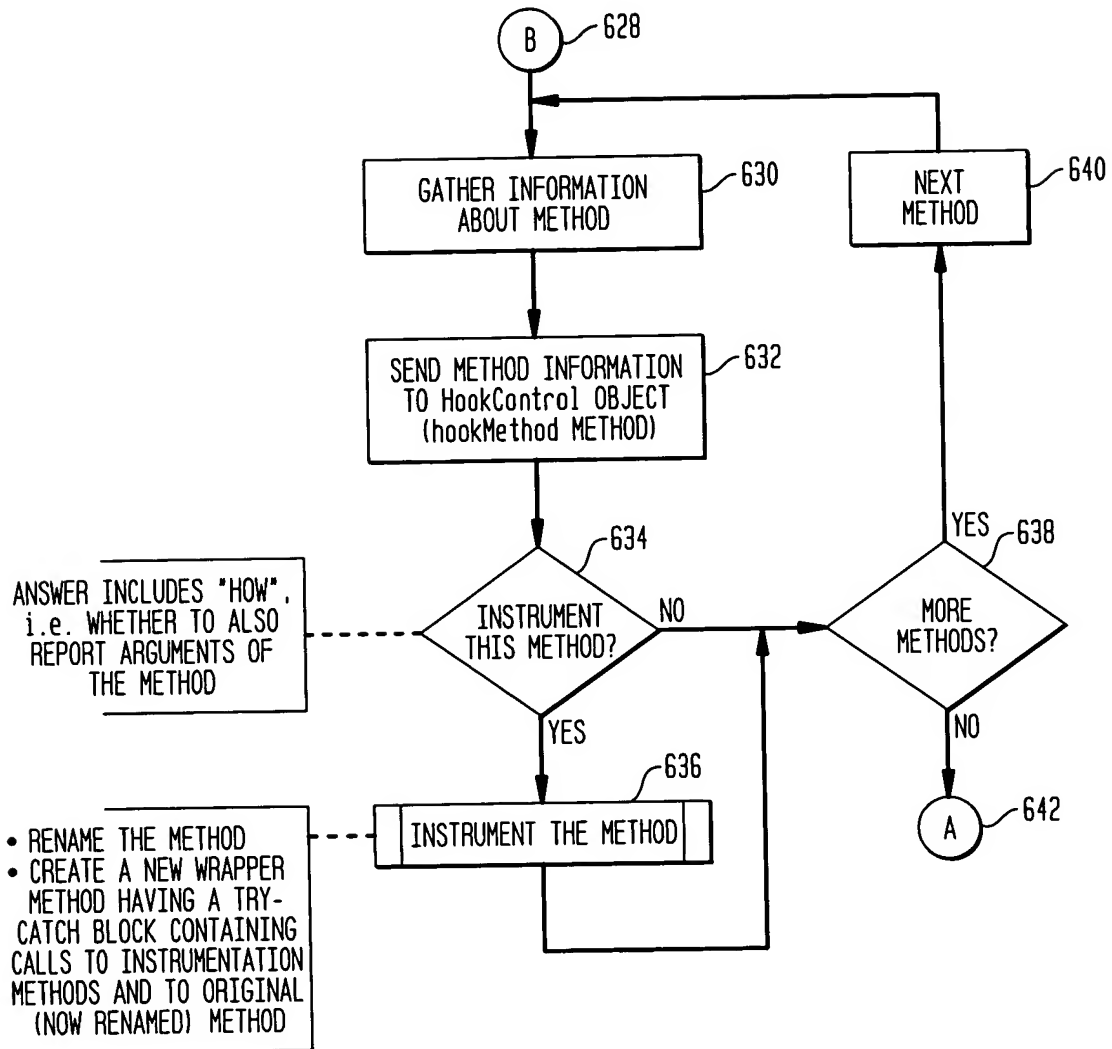 B
628
GATHER INFORMATION
ABOUT METHOD
630
NEXT
METHOD
640
SEND METHOD INFORMATION
TO HookControl OBJECT
(hookMethod METHOD)
632
634
YES
638
ANSWER INCLUDES "HOW",
i.e. WHETHER TO ALSO
REPORT ARGUMENTS OF
THE METHOD
INSTRUMENT
THIS METHOD?
NO
MORE
METHODS?
YES
NO
636
INSTRUMENT THE METHOD
A
642
• RENAME THE METHOD
• CREATE A NEW WRAPPER
METHOD HAVING A TRY-
CATCH BLOCK CONTAINING
CALLS TO INSTRUMENTATION
METHODS AND TO ORIGINAL
(NOW RENAMED) METHOD